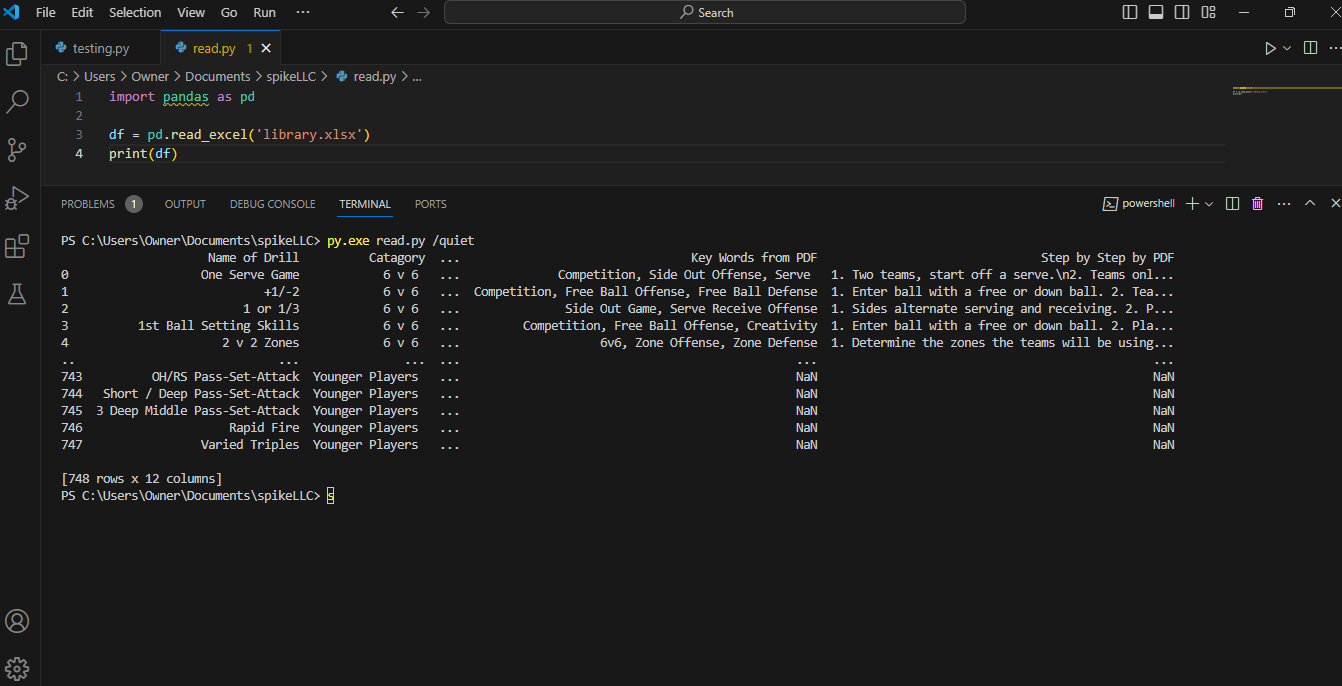 File Edit Selection View Go Run ··· Search
testing.py read.py 1
C: > Users > Owner > Documents > spikeLLC > read.py > ...
1 import pandas as pd
2
3 df = pd.read_excel('library.xlsx')
4 print(df)
PROBLEMS 1 OUTPUT DEBUG CONSOLE TERMINAL PORTS powershell
PS C:\Users\Owner\Documents\spikeLLC> py.exe read.py /quiet
Name of Drill Catagory ... Key Words from PDF Step by Step by PDF
0 One Serve Game 6 v 6 ... Competition, Side Out Offense, Serve 1. Two teams, start off a serve.\n2. Teams onl...
1 +1/-2 6 v 6 ... Competition, Free Ball Offense, Free Ball Defense 1. Enter ball with a free or down ball. 2. Tea...
2 1 or 1/3 6 v 6 ... Side Out Game, Serve Receive Offense 1. Sides alternate serving and receiving. 2. P...
3 1st Ball Setting Skills 6 v 6 ... Competition, Free Ball Offense, Creativity 1. Enter ball with a free or down ball. 2. Pla...
4 2 v 2 Zones 6 v 6 ... 6v6, Zone Offense, Zone Defense 1. Determine the zones the teams will be using...
.. ... ... ... ... ...
743 OH/RS Pass-Set-Attack Younger Players ... NaN NaN
744 Short / Deep Pass-Set-Attack Younger Players ... NaN NaN
745 3 Deep Middle Pass-Set-Attack Younger Players ... NaN NaN
746 Rapid Fire Younger Players ... NaN NaN
747 Varied Triples Younger Players ... NaN NaN
[748 rows x 12 columns]
PS C:\Users\Owner\Documents\spikeLLC> s